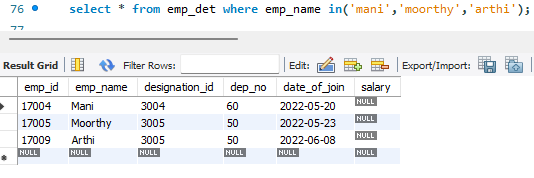 76 select * from emp_det where emp_name in('mani','moorthy','arthi');
Result Grid Filter Rows: Edit: Export/Import:
emp_id emp_name designation_id dep_no date_of_join salary
17004 Mani 3004 60 2022-05-20 NULL
17005 Moorthy 3005 50 2022-05-23 NULL
17009 Arthi 3005 50 2022-06-08 NULL
NULL NULL NULL NULL NULL NULL